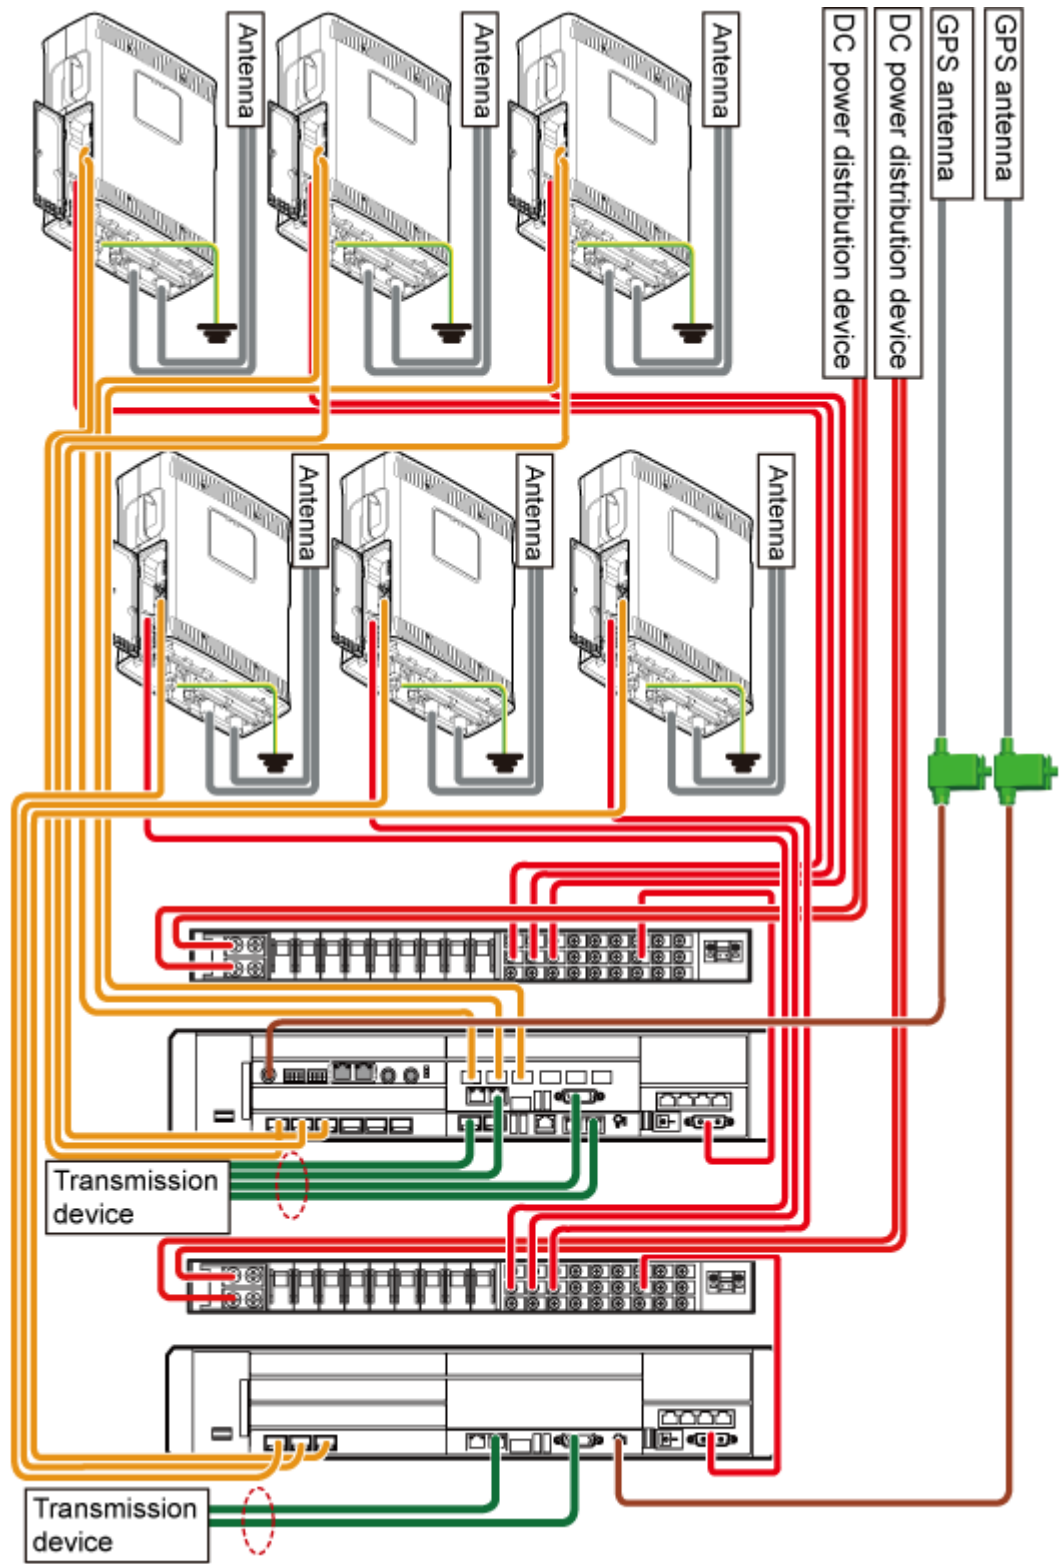 Antenna
Antenna
Antenna
DC power distribution device
DC power distribution device
GPS antenna
GPS antenna
Antenna
Antenna
Antenna
Transmission
device
Transmission
device